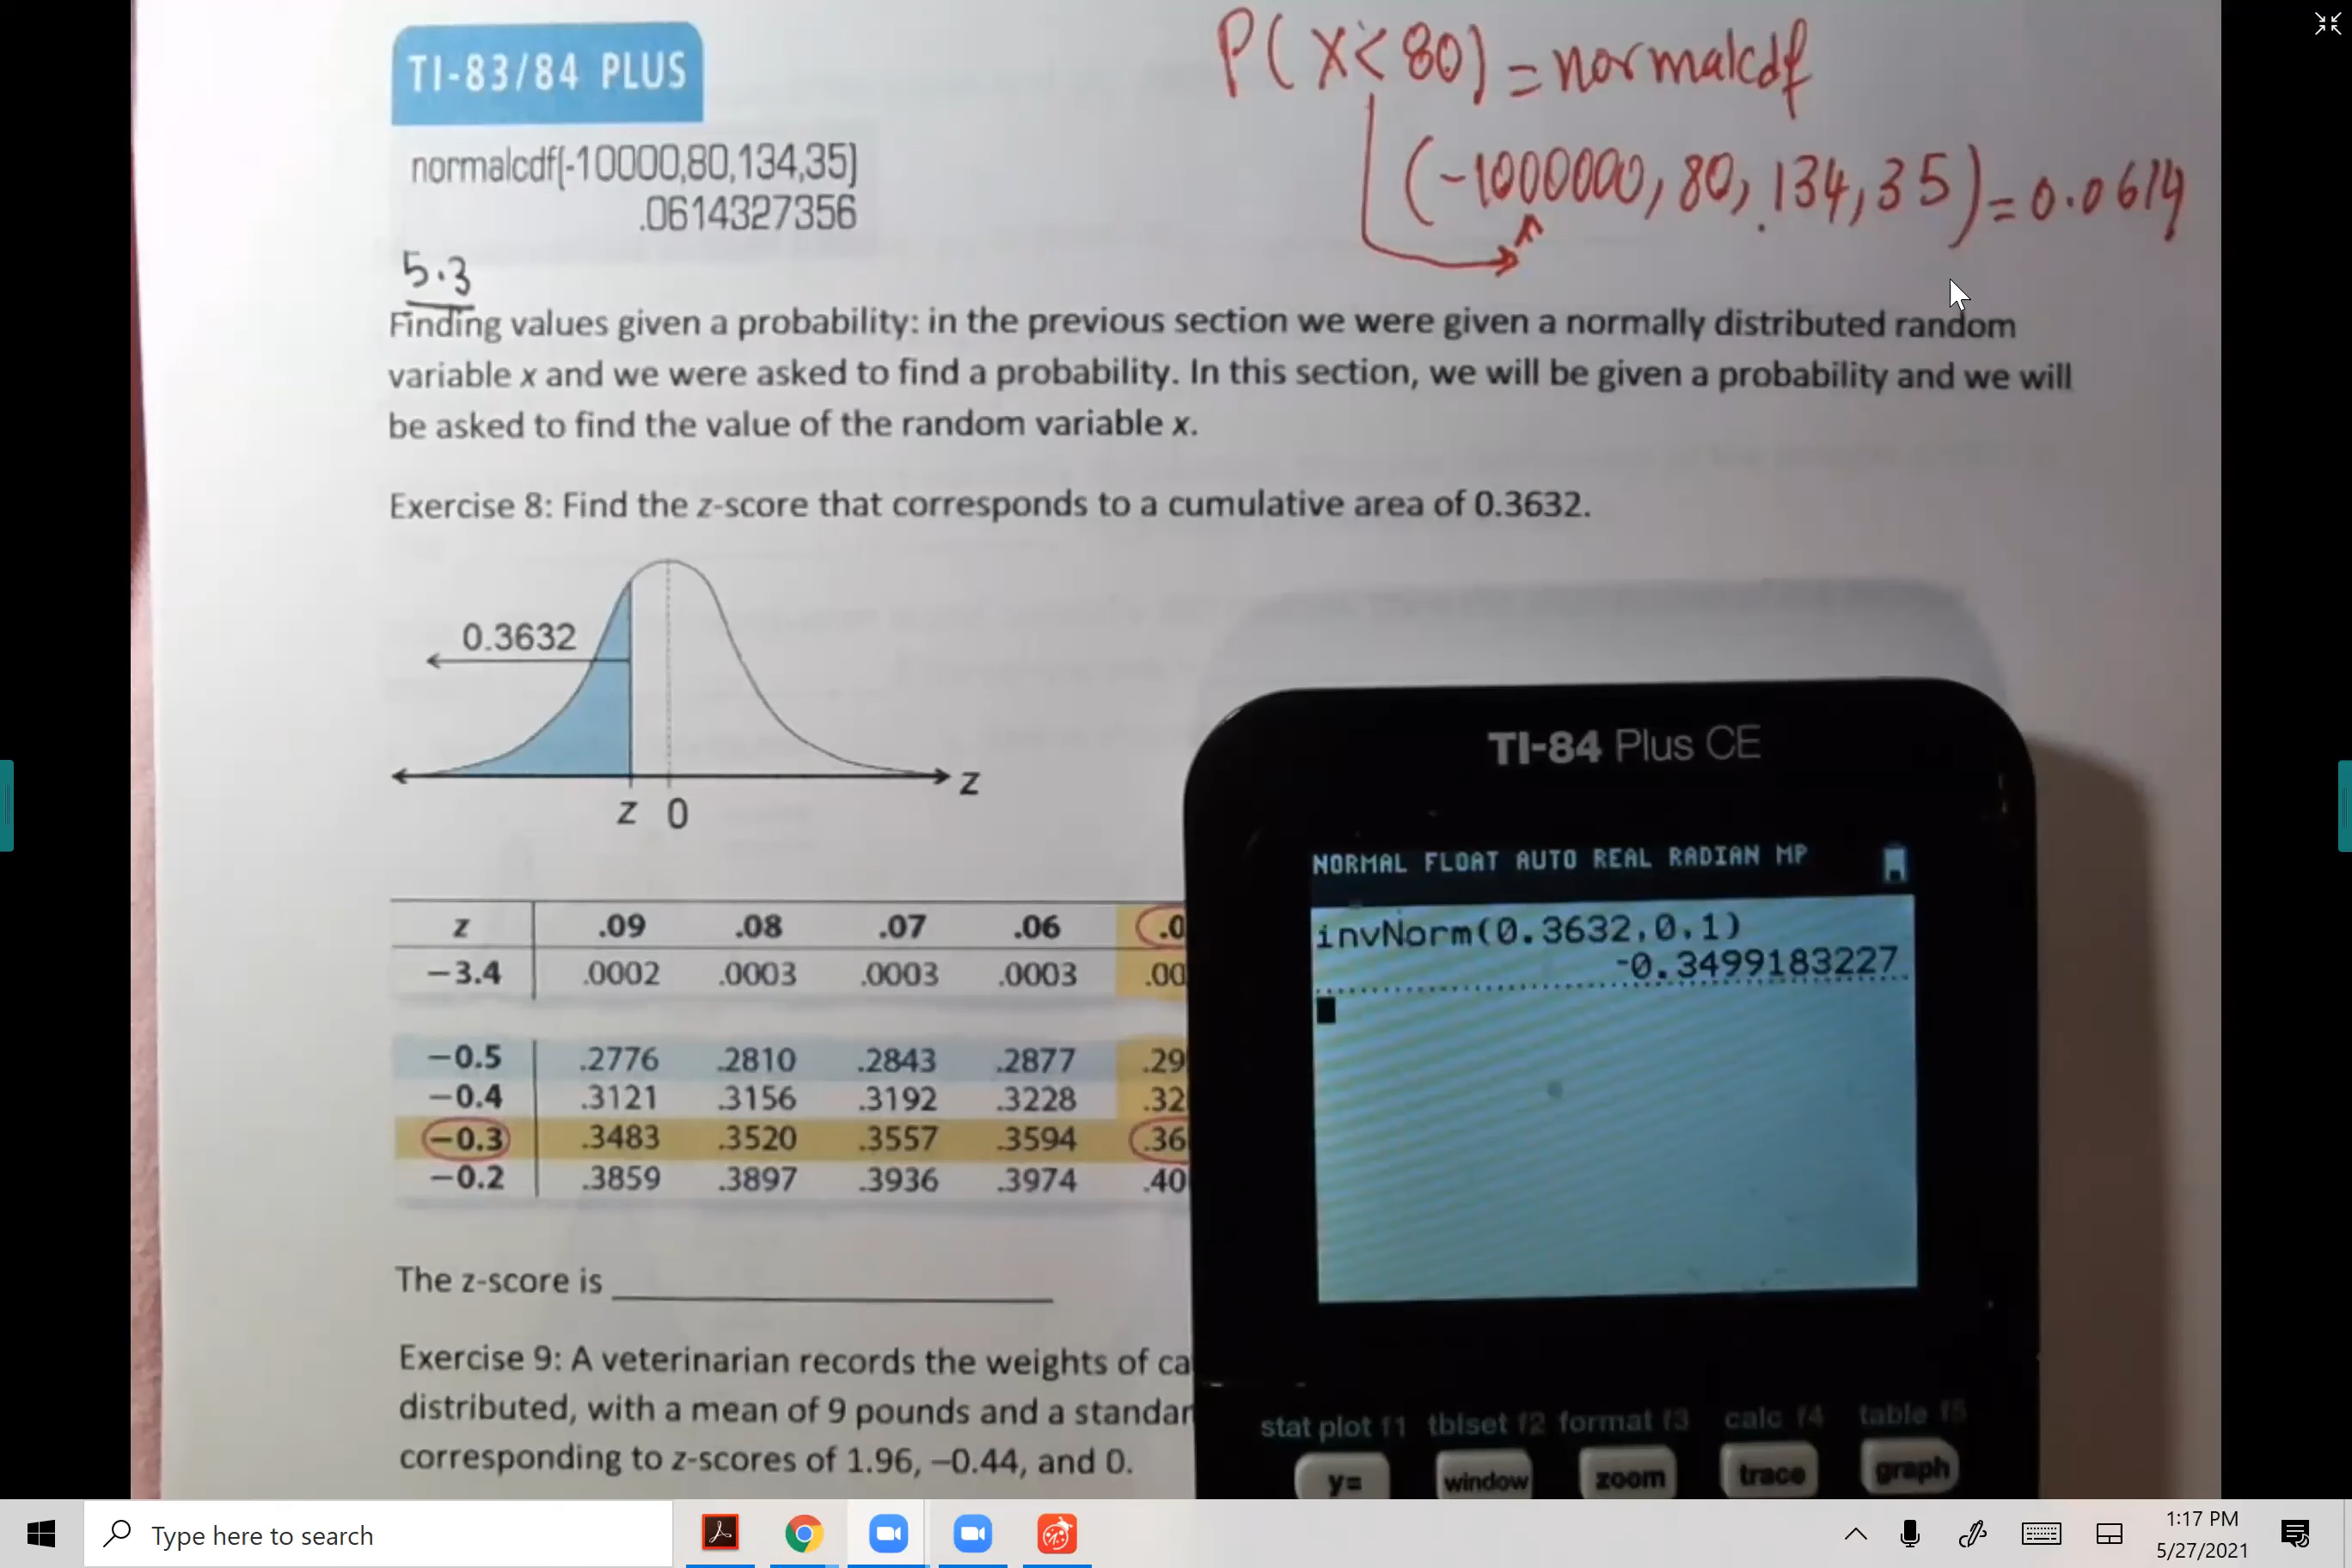 TI-83/84 PLUS
P(X<80) = normalcdf
(-1000000, 80, 134, 35) = 0.0614
normalcdf(-10000,80,134,35)
.0614327356
5.3
Finding values given a probability: in the previous section we were given a normally distributed random
variable x and we were asked to find a probability. In this section, we will be given a probability and we will
be asked to find the value of the random variable x.
Exercise 8: Find the z-score that corresponds to a cumulative area of 0.3632.
0.3632
z
z 0
z .09 .08 .07 .06 .0
−3.4 .0002 .0003 .0003 .0003 .00
−0.5 .2776 .2810 .2843 .2877 .29
−0.4 .3121 .3156 .3192 .3228 .32
−0.3 .3483 .3520 .3557 .3594 .36
−0.2 .3859 .3897 .3936 .3974 .40
The z-score is
Exercise 9: A veterinarian records the weights of ca
distributed, with a mean of 9 pounds and a standar
corresponding to z-scores of 1.96, −0.44, and 0.
TI-84 Plus CE
NORMAL FLOAT AUTO REAL RADIAN MP
invNorm(0.3632,0,1)
-0.3499183227
stat plot f1 tblset f2 format f3 calc f4 table f5
y= window zoom trace graph
Type here to search
1:17 PM
5/27/2021